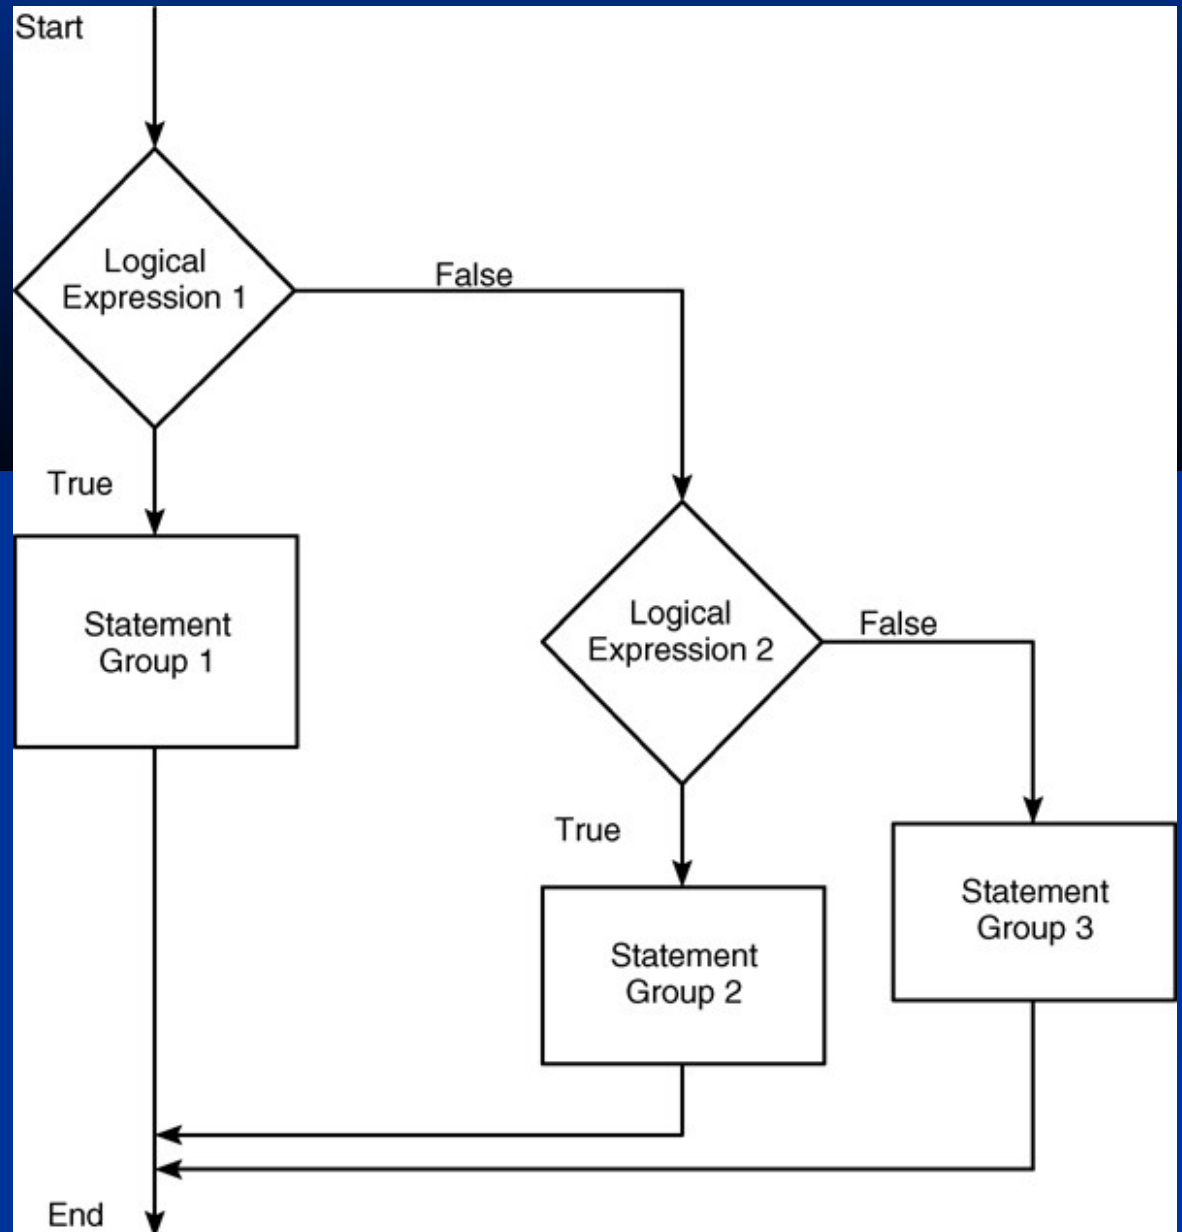 Start
Logical
Expression 1
False
True
Statement
Group 1
Logical
Expression 2
False
True
Statement
Group 2
Statement
Group 3
End